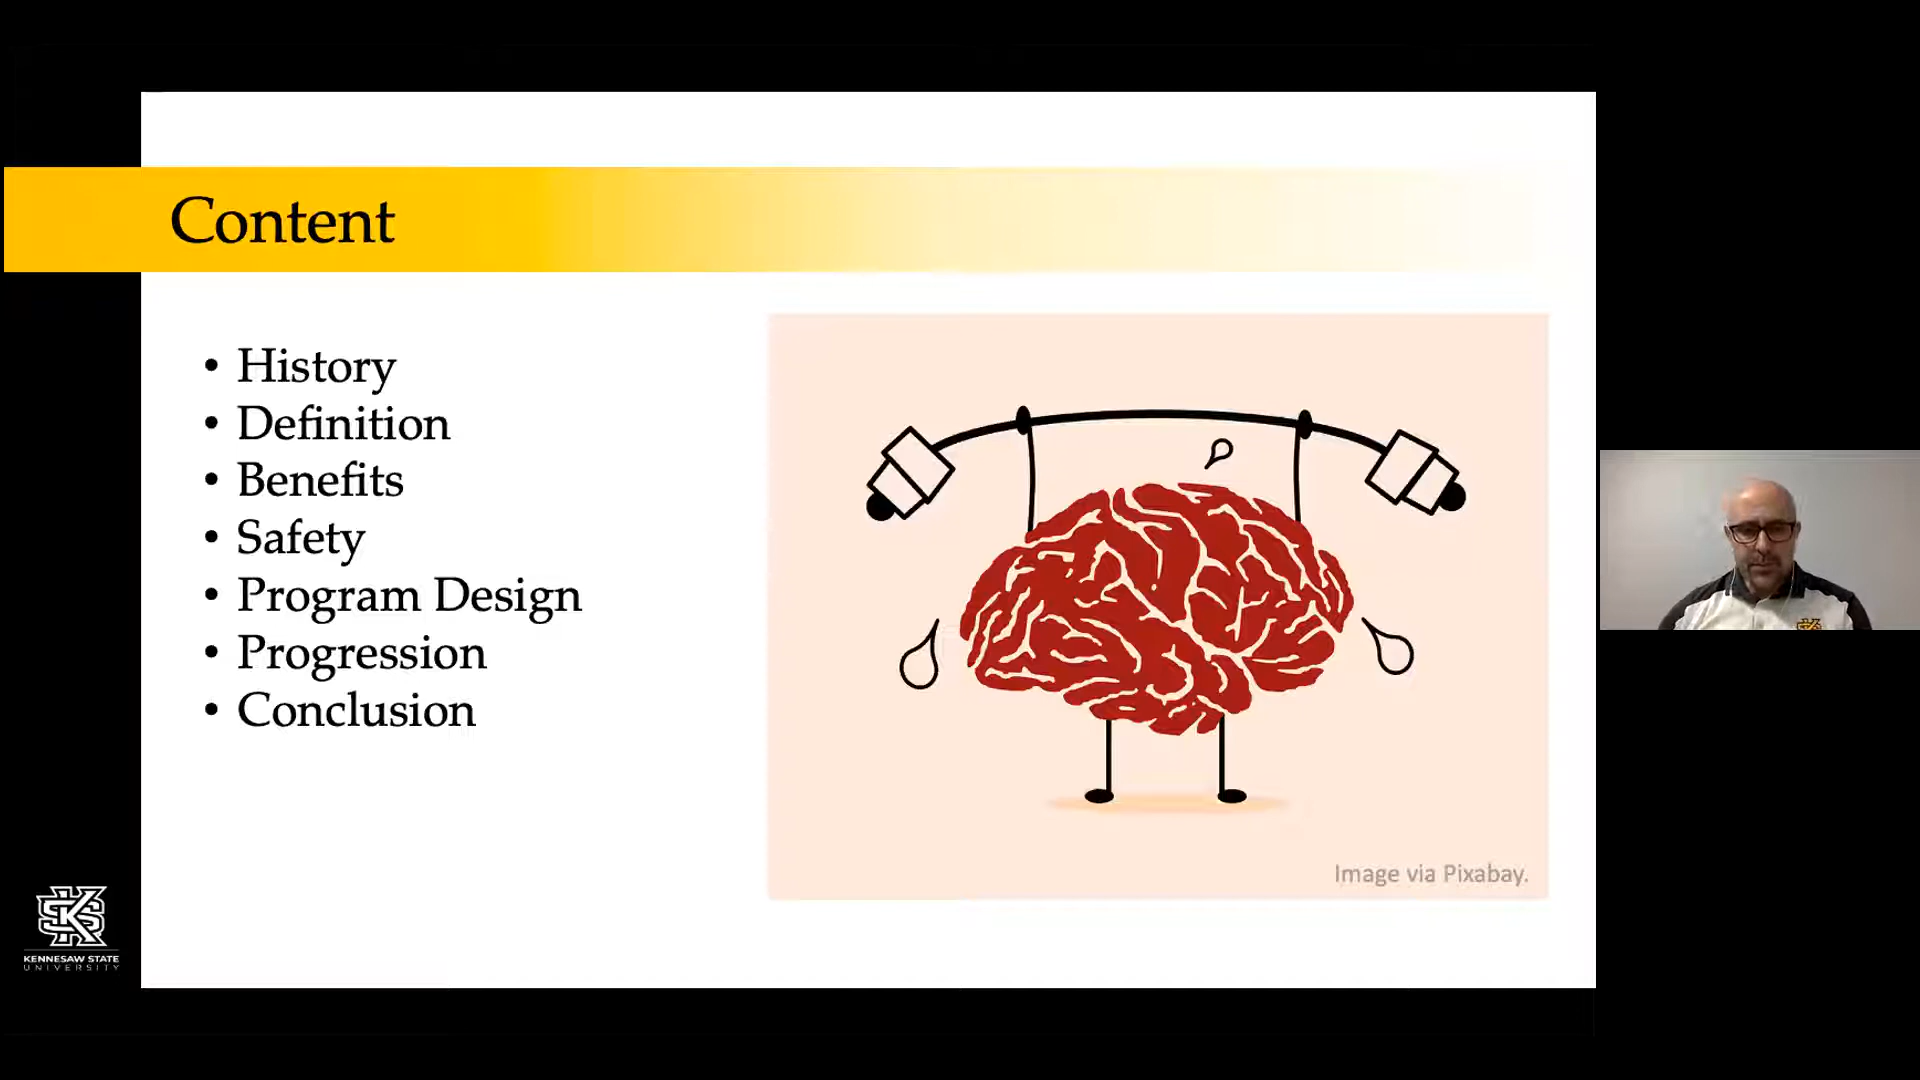 Content
• History
• Definition
• Benefits
• Safety
• Program Design
• Progression
• Conclusion
Image via Pixabay.
KENNESAW STATE
UNIVERSITY